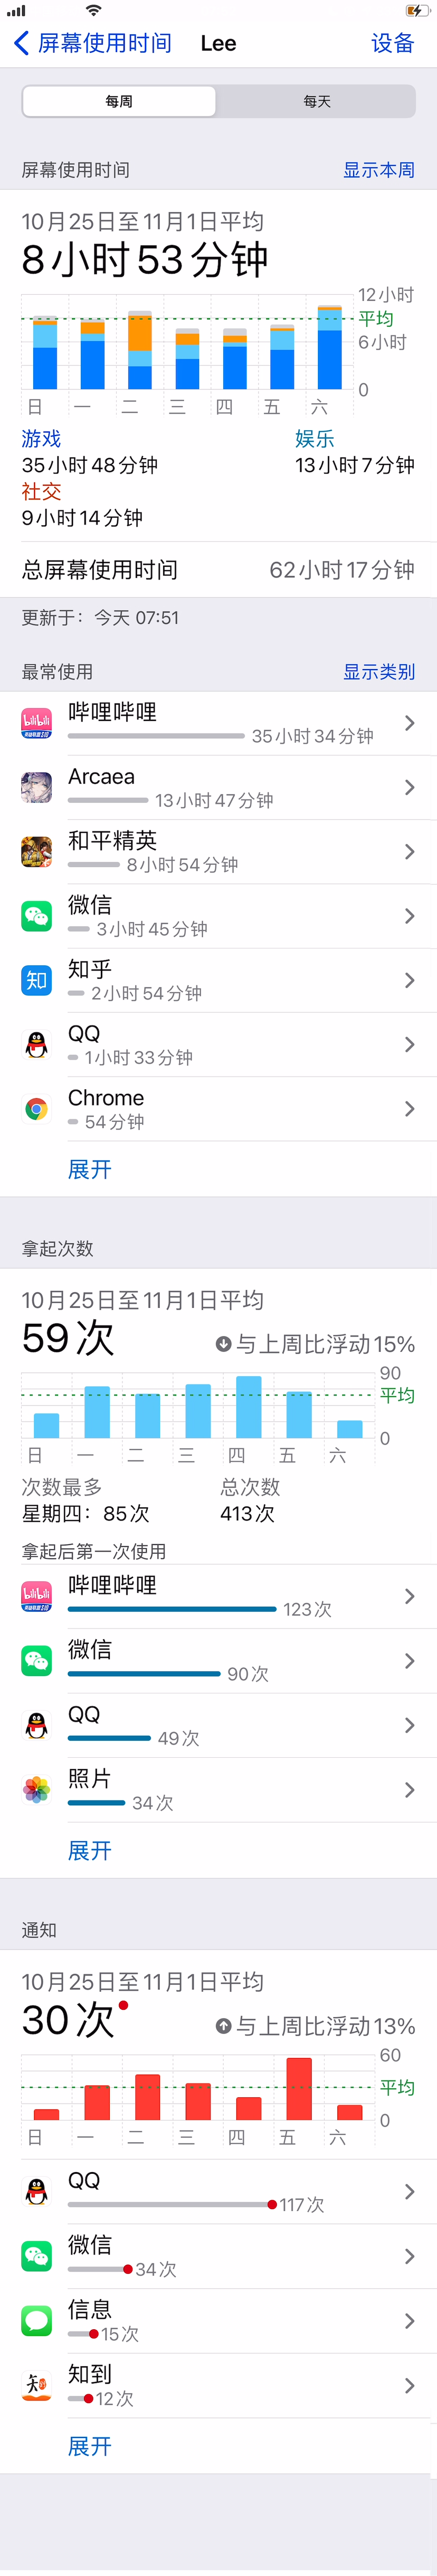 屏幕使用时间 Lee 设备
每周 每天
屏幕使用时间 显示本周
10月25日至11月1日平均
8小时53分钟
12小时
平均
6小时
0
日 一 二 三 四 五 六
游戏 娱乐
35小时48分钟 13小时7分钟
社交
9小时14分钟
总屏幕使用时间 62小时17分钟
更新于：今天 07:51
最常使用 显示类别
哔哩哔哩
35小时34分钟
Arcaea
13小时47分钟
和平精英
8小时54分钟
微信
3小时45分钟
知 知乎
2小时54分钟
QQ
1小时33分钟
Chrome
54分钟
展开
拿起次数
10月25日至11月1日平均
59次 与上周比浮动15%
90
平均
0
日 一 二 三 四 五 六
次数最多 总次数
星期四：85次 413次
拿起后第一次使用
哔哩哔哩
123次
微信
90次
QQ
49次
照片
34次
展开
通知
10月25日至11月1日平均
30次 与上周比浮动13%
60
平均
0
日 一 二 三 四 五 六
QQ
117次
微信
34次
信息
15次
知到
12次
展开